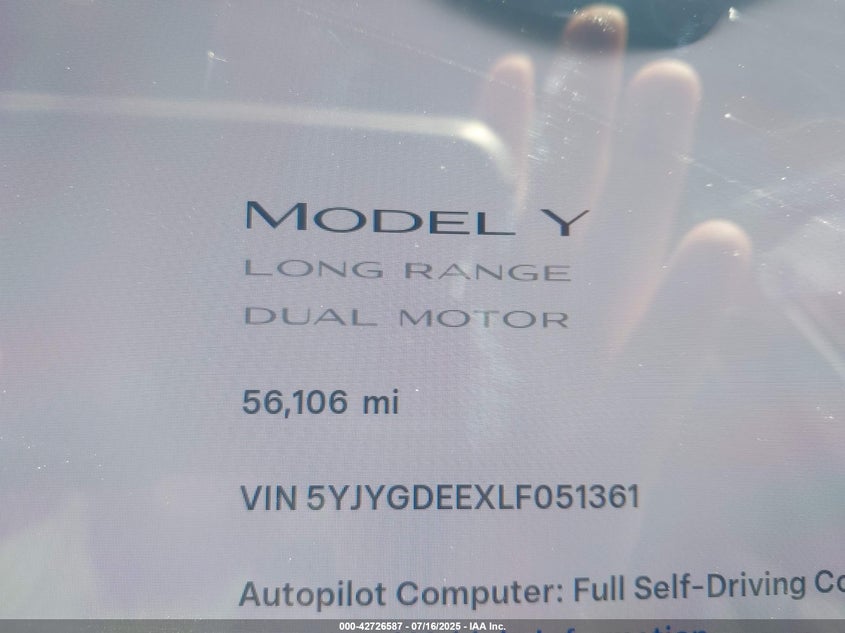 MODEL Y
LONG RANGE
DUAL MOTOR
56,106 mi
VIN 5YJYGDEEXLF051361
Autopilot Computer: Full Self-Driving Co
000-42726587 - 07/16/2025 - IAA Inc.